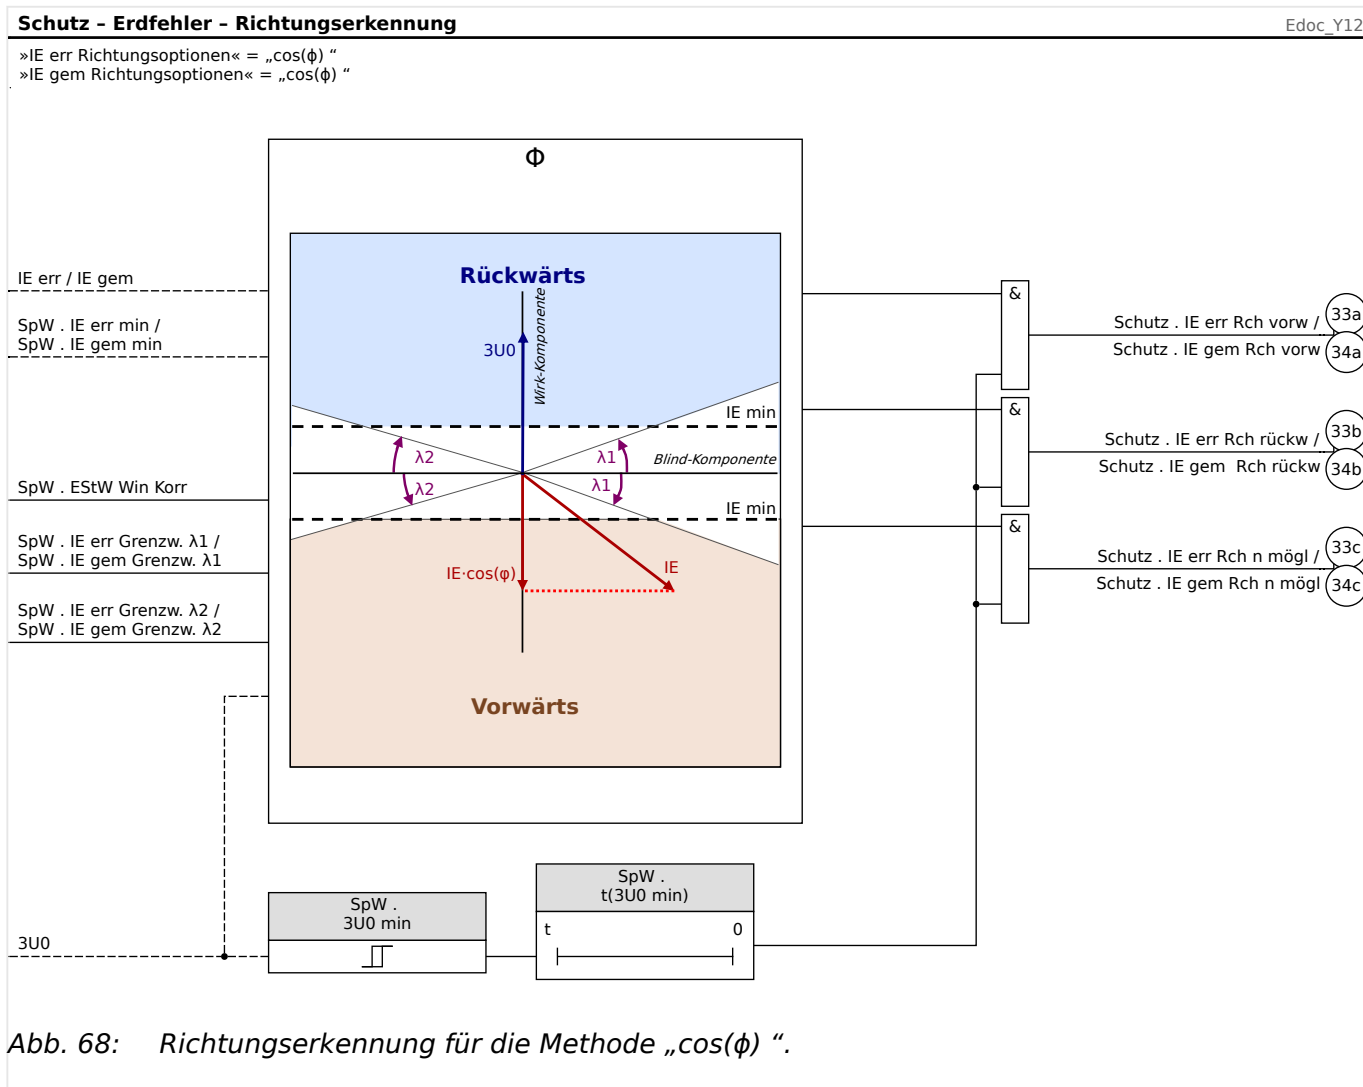 Schutz – Erdfehler – Richtungserkennung
Edoc_Y12
»IE err Richtungsoptionen« = „cos(ϕ) “
»IE gem Richtungsoptionen« = „cos(ϕ) “
Φ
Rückwärts
Wirk-Komponente
3U0
IE min
λ2
λ1
Blind-Komponente
λ2
λ1
IE min
IE·cos(φ)
IE
Vorwärts
IE err / IE gem
SpW . IE err min /
SpW . IE gem min
SpW . EStW Win Korr
SpW . IE err Grenzw. λ1 /
SpW . IE gem Grenzw. λ1
SpW . IE err Grenzw. λ2 /
SpW . IE gem Grenzw. λ2
3U0
SpW .
3U0 min
SpW .
t(3U0 min)
t 0
&
Schutz . IE err Rch vorw /
33a
Schutz . IE gem Rch vorw
34a
&
Schutz . IE err Rch rückw /
33b
Schutz . IE gem  Rch rückw
34b
&
Schutz . IE err Rch n mögl /
33c
Schutz . IE gem Rch n mögl
34c
Abb. 68: Richtungserkennung für die Methode „cos(ϕ) “.